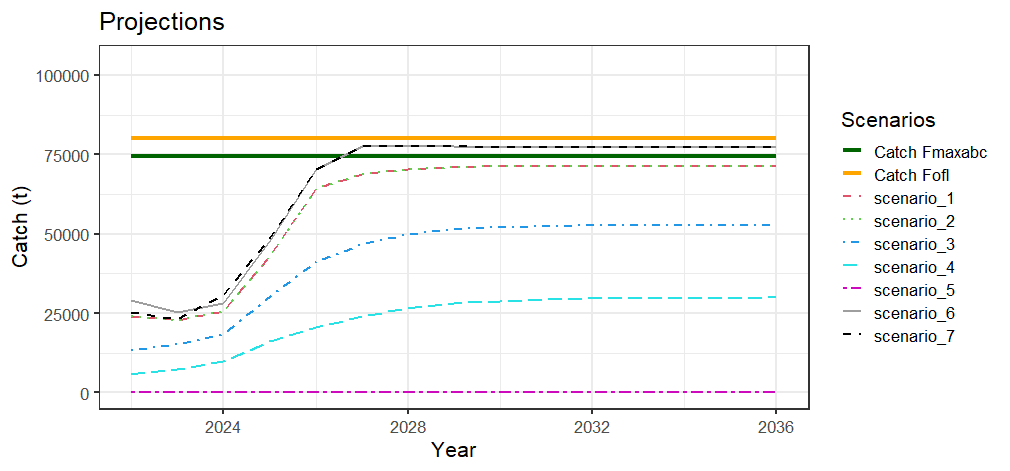 Projections
Catch (t)
100000
75000
50000
25000
0
2024
2028
2032
2036
Year
Scenarios
Catch Fmaxabc
Catch Fofl
scenario_1
scenario_2
scenario_3
scenario_4
scenario_5
scenario_6
scenario_7